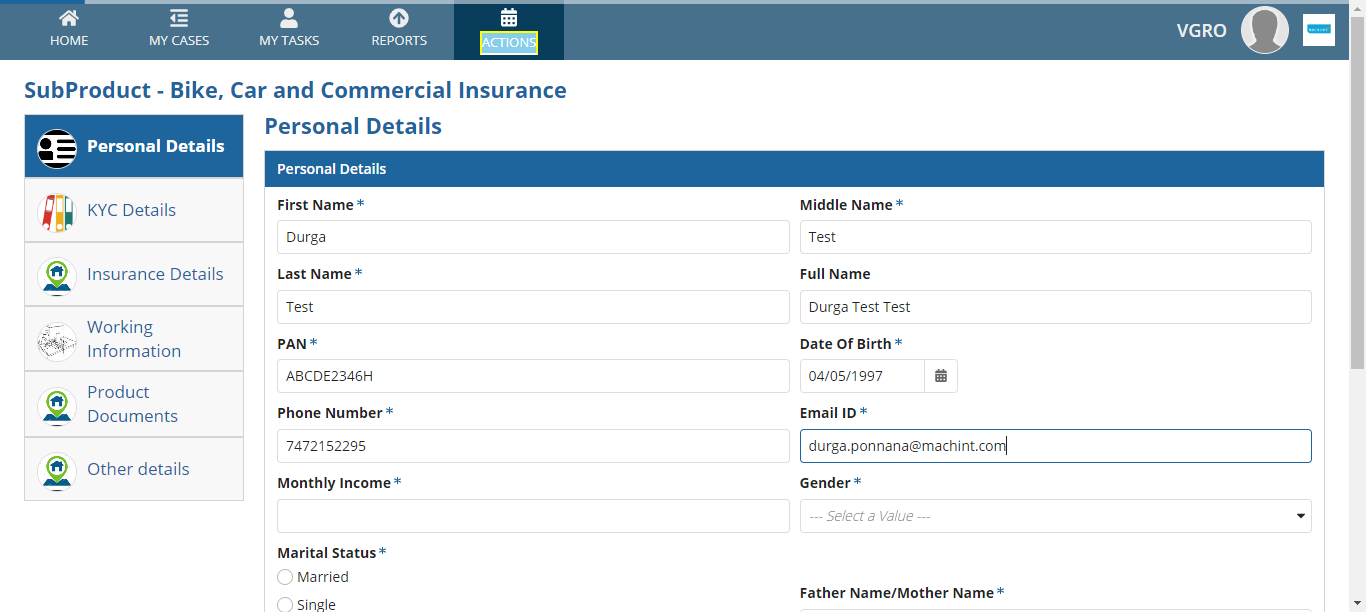 HOME
MY CASES
MY TASKS
REPORTS
ACTIONS
VGRO
SubProduct - Bike, Car and Commercial Insurance
Personal Details
KYC Details
Insurance Details
Working
Information
Product
Documents
Other details
Personal Details
Personal Details
First Name *
Middle Name *
Durga
Test
Last Name *
Full Name
Test
Durga Test Test
PAN *
Date Of Birth *
ABCDE2346H
04/05/1997
Phone Number *
Email ID *
7472152295
durga.ponnana@machint.com
Monthly Income *
Gender *
--- Select a Value ---
Marital Status *
Married
Father Name/Mother Name *
Single